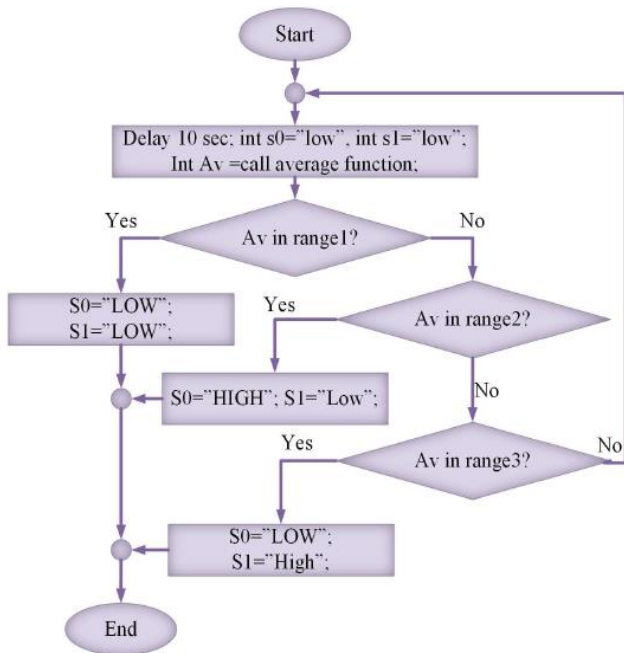 Start
Delay 10 sec; int s0=”low”, int s1=”low”;
Int Av =call average function;
Yes
No
Av in range1?
S0=”LOW”;
S1=”LOW”;
Yes
Av in range2?
S0=”HIGH”; S1=”Low”;
No
Yes
Av in range3?
No
S0=”LOW”;
S1=”High”;
End